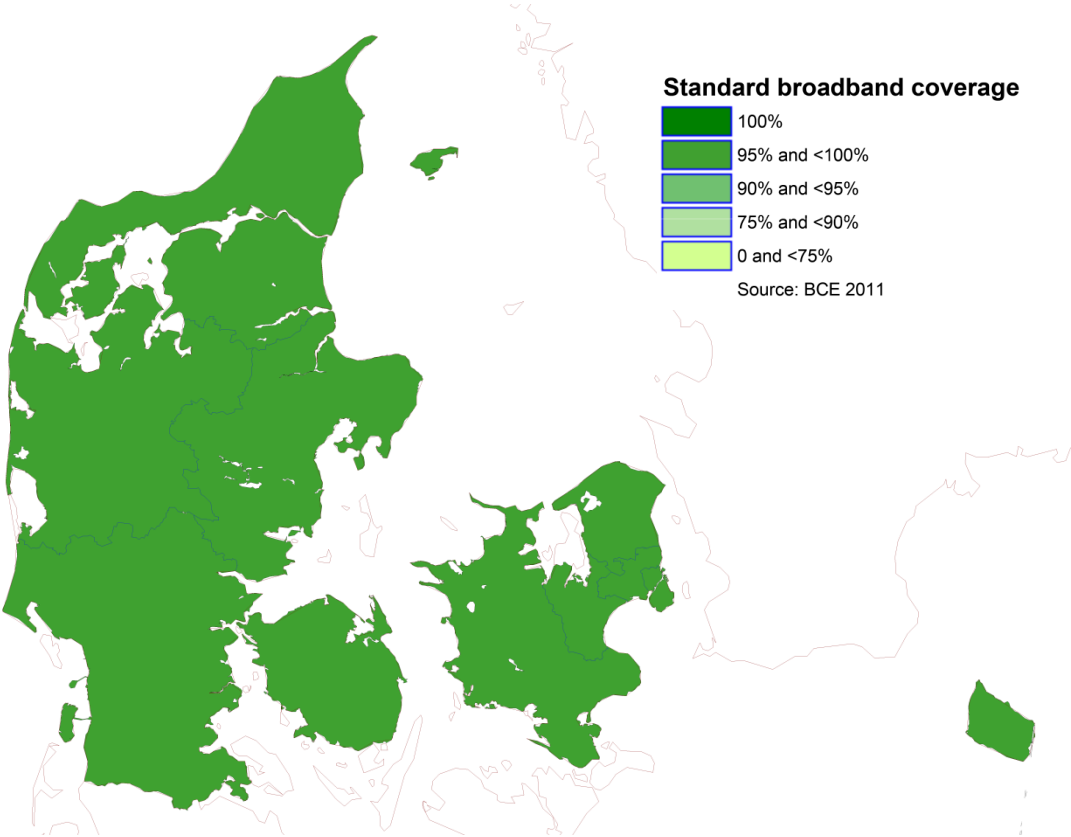 Standard broadband coverage
100%
95% and <100%
90% and <95%
75% and <90%
0 and <75%
Source: BCE 2011